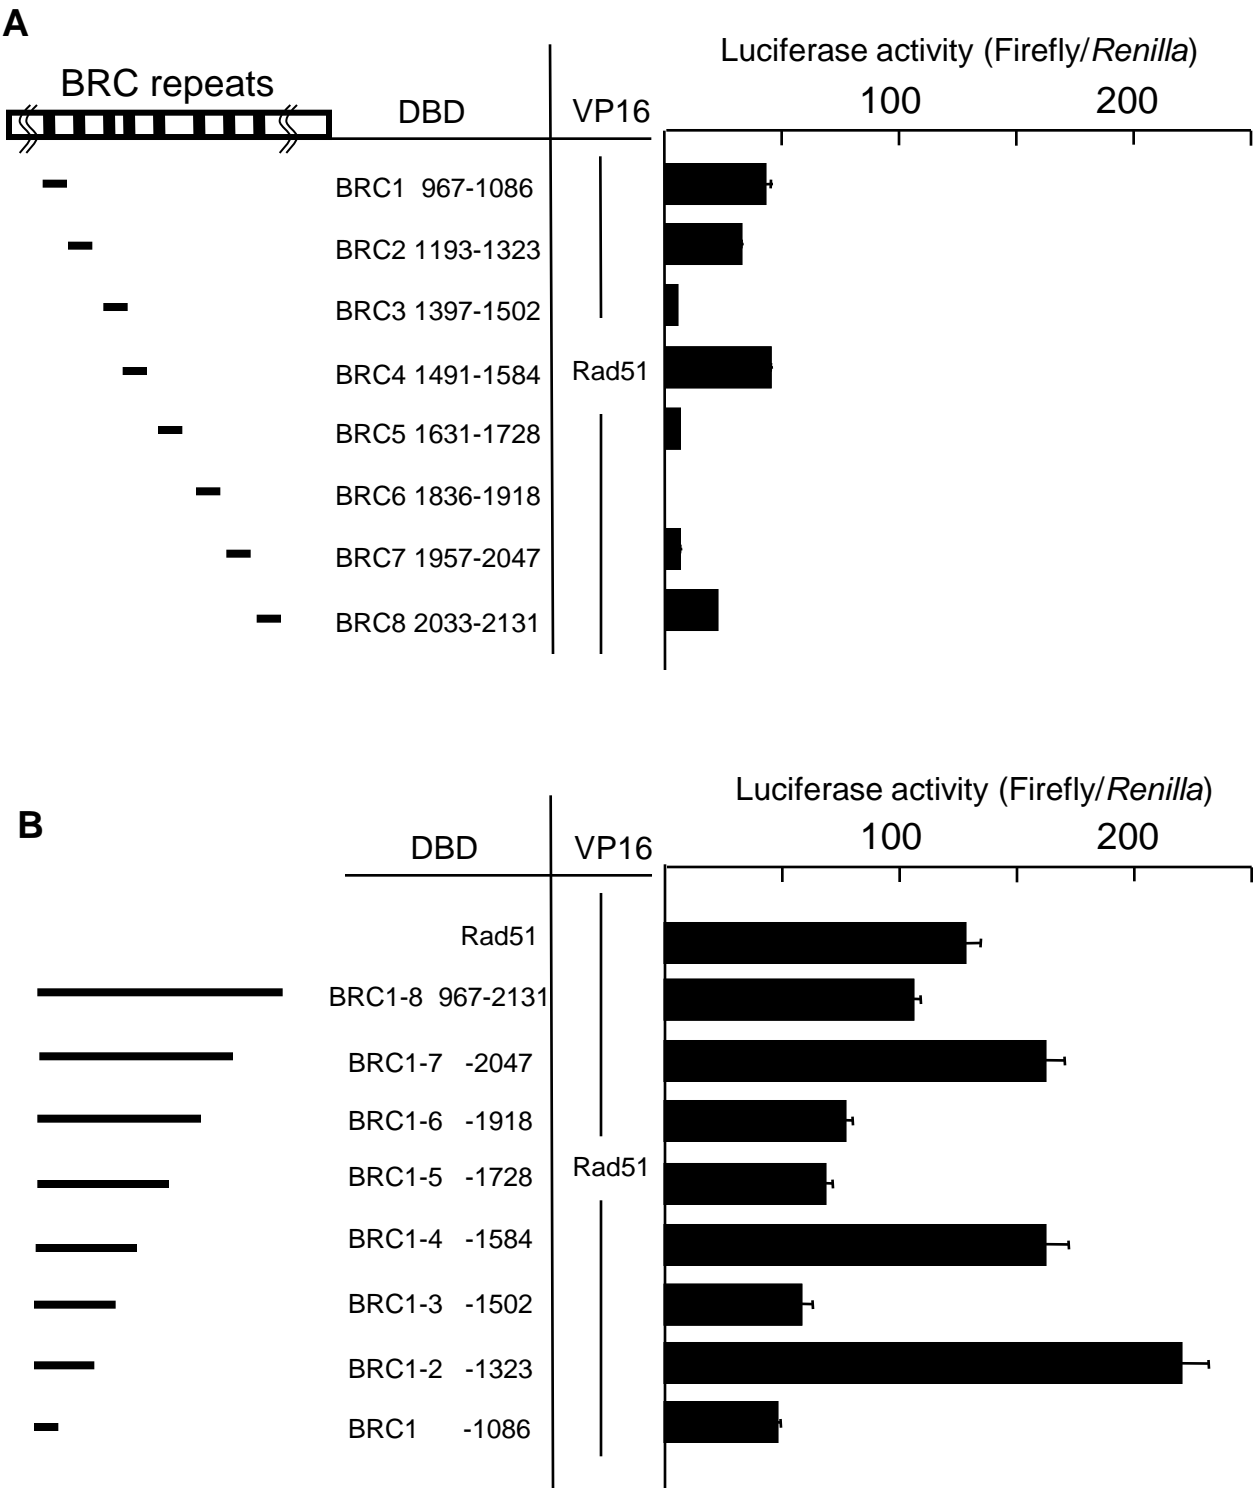 A
Luciferase activity (Firefly/Renilla)
BRC repeats
DBD
VP16
100
200
BRC1 967-1086
BRC2 1193-1323
BRC3 1397-1502
BRC4 1491-1584
Rad51
BRC5 1631-1728
BRC6 1836-1918
BRC7 1957-2047
BRC8 2033-2131
B
Luciferase activity (Firefly/Renilla)
DBD
VP16
100
200
Rad51
BRC1-8 967-2131
BRC1-7 -2047
BRC1-6 -1918
Rad51
BRC1-5 -1728
BRC1-4 -1584
BRC1-3 -1502
BRC1-2 -1323
BRC1 -1086